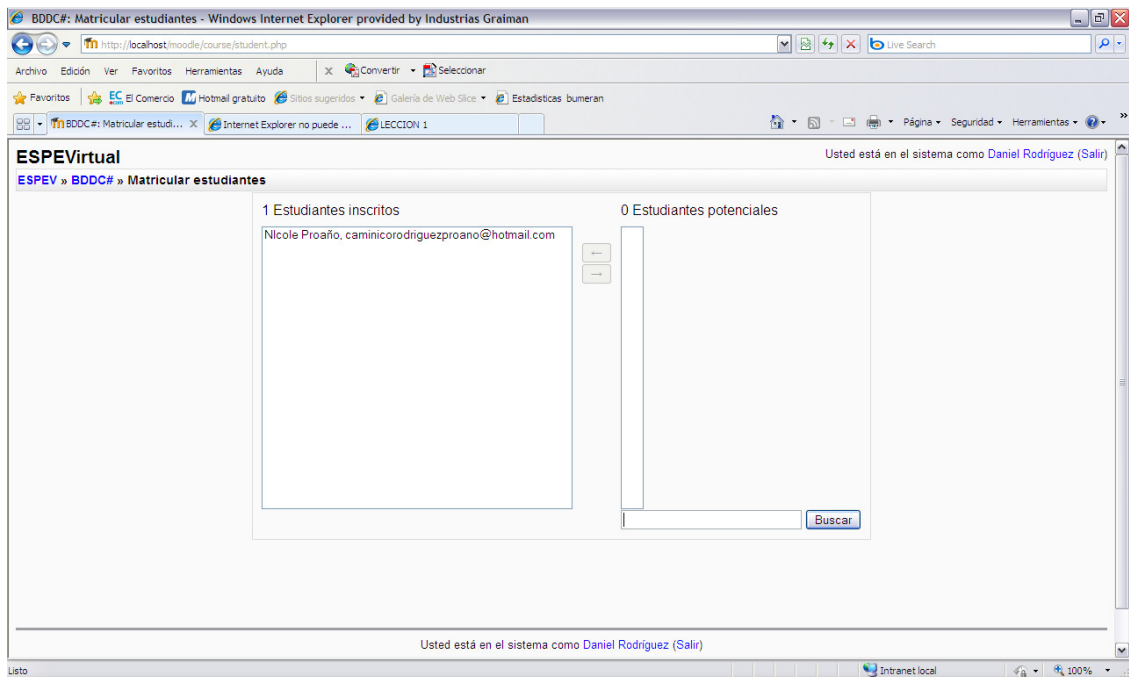 BDDC#: Matricular estudiantes - Windows Internet Explorer provided by Industrias Graiman
http://localhost/moodle/course/student.php
Live Search
Archivo Edición Ver Favoritos Herramientas Ayuda x Convertir Seleccionar
Favoritos EC .com El Comercio Hotmail gratuito Sitios sugeridos Galería de Web Slice Estadisticas bumeran
BDDC#: Matricular estudi... X Internet Explorer no puede ... LECCION 1 Página Seguridad Herramientas »
ESPEVirtual
Usted está en el sistema como Daniel Rodríguez (Salir)
ESPEV » BDDC# » Matricular estudiantes
1 Estudiantes inscritos
0 Estudiantes potenciales
NIcole Proaño, caminicorodriguezproano@hotmail.com
←
→
Buscar
Usted está en el sistema como Daniel Rodríguez (Salir)
Listo Intranet local 100%